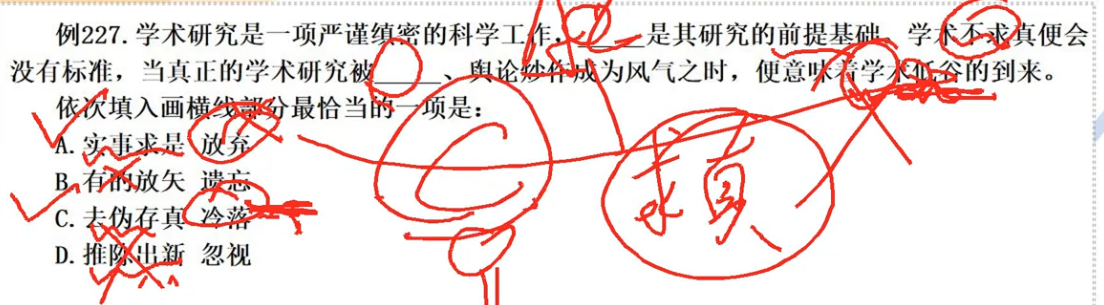 例227.学术研究是一项严谨缜密的科学工作，____是其研究的前提基础。学术不求真便会
没有标准，当真正的学术研究被____、舆论炒作成为风气之时，便意味着学术低谷的到来。
依次填入画横线部分最恰当的一项是：
A.实事求是 放弃
B.有的放矢 遗忘
C.去伪存真 冷落
D.推陈出新 忽视
求真